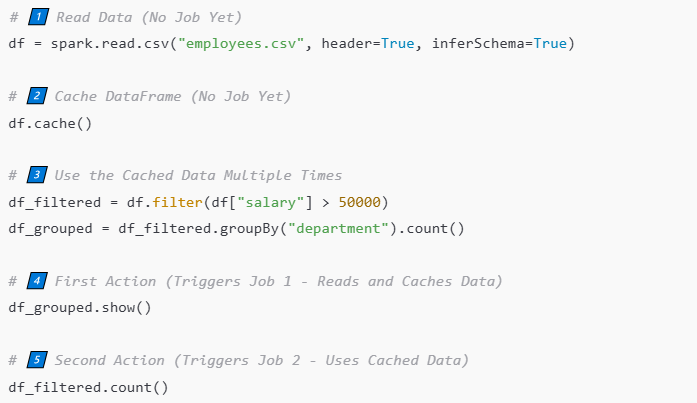 # 1️⃣ Read Data (No Job Yet)
df = spark.read.csv("employees.csv", header=True, inferSchema=True)
# 2️⃣ Cache DataFrame (No Job Yet)
df.cache()
# 3️⃣ Use the Cached Data Multiple Times
df_filtered = df.filter(df["salary"] > 50000)
df_grouped = df_filtered.groupBy("department").count()
# 4️⃣ First Action (Triggers Job 1 - Reads and Caches Data)
df_grouped.show()
# 5️⃣ Second Action (Triggers Job 2 - Uses Cached Data)
df_filtered.count()